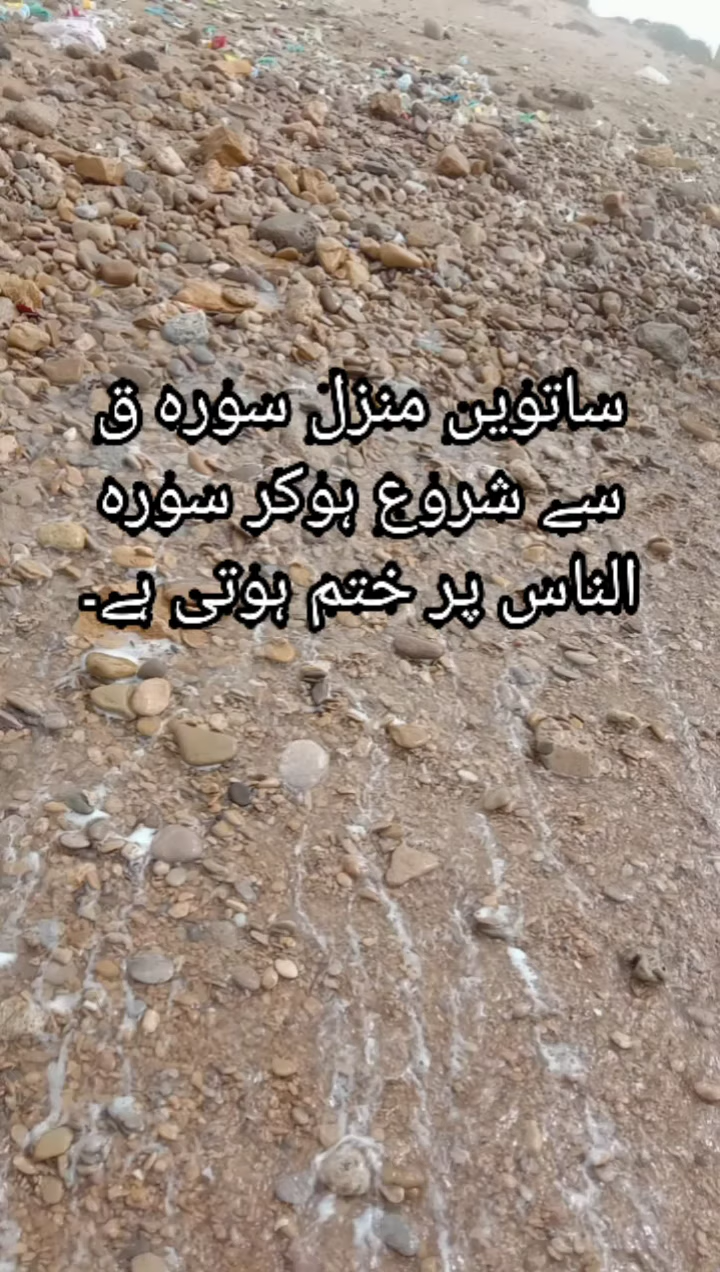 ساتویں منزل سورہ ق
سے شروع ہوکر سورہ
الناس پر ختم ہوتی ہے۔